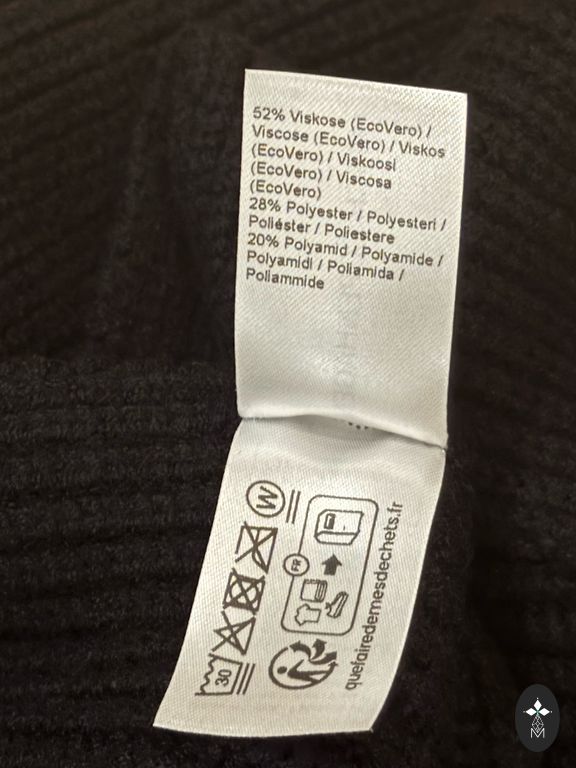 52% Viskose (EcoVero) /
Viscose (EcoVero) / Viskos
(EcoVero) / Viskoosi
(EcoVero) / Viscosa
(EcoVero)
28% Polyester / Polyesteri /
Poliéster / Poliestere
20% Polyamid / Polyamide /
Polyamidi / Poliamida /
Poliammide
W
30
FR
quefairedemesdechets.fr
M